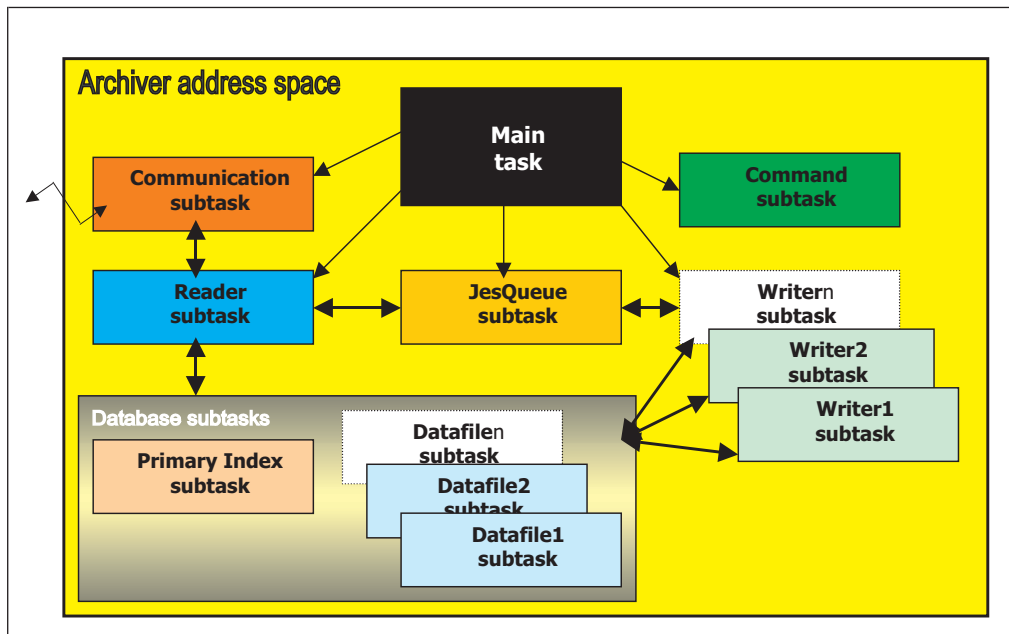 Archiver address space
Main
task
Communication
subtask
Command
subtask
Reader
subtask
JesQueue
subtask
Writern
subtask
Writer2
subtask
Writer1
subtask
Database subtasks
Primary Index
subtask
Datafilen
subtask
Datafile2
subtask
Datafile1
subtask